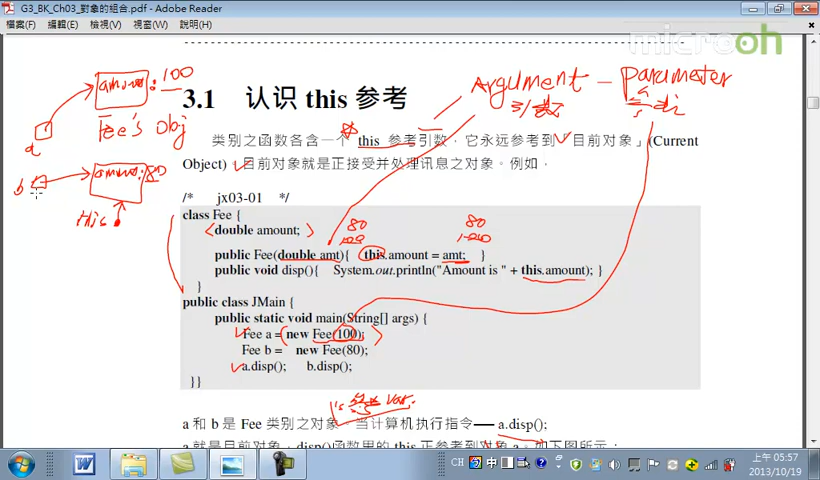 G3_BK_Ch03_對象的組合.pdf - Adobe Reader
檔案(F) 編輯(E) 檢視(V) 視窗(W) 說明(H)
microoh
amount: 100
Argument - Parameter
3.1 认识 this 参考
Fee's Obj
a
类别之函数各含一个 this 参考引数，它永远参考到「目前对象」(Current
Object)，目前对象就是正接受并处理讯息之对象。例如，
b
amount: 80
this
/* jx03-01 */
class Fee {
double amount;
80 80
public Fee(double amt){ this.amount = amt; }
public void disp(){ System.out.println("Amount is " + this.amount); }
}
public class JMain {
public static void main(String[] args) {
Fee a = new Fee(100);
Fee b = new Fee(80);
a.disp(); b.disp();
}}
var.
a 和 b 是 Fee 类别之对象。当计算机执行指令── a.disp();
a 就是目前对象，disp()函数里的 this 正参考到对象 a。如下图所示：
CH 中
上午 05:57
2013/10/19